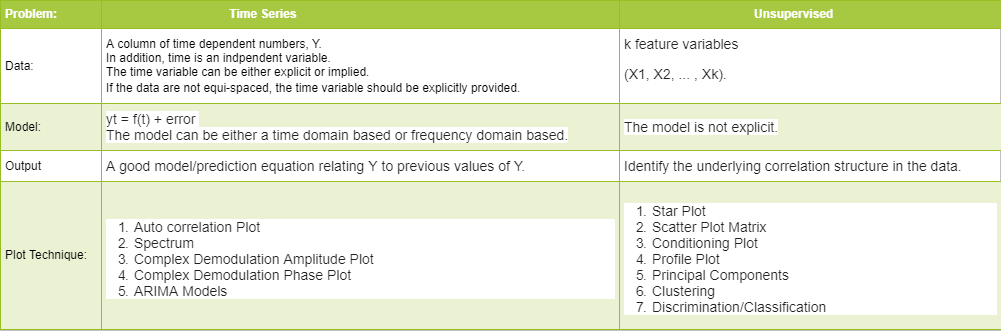 Problem:
Time Series
Unsupervised
Data:
A column of time dependent numbers, Y.
In addition, time is an indpendent variable.
The time variable can be either explicit or implied.
If the data are not equi-spaced, the time variable should be explicitly provided.
k feature variables
(X1, X2, ... , Xk).
Model:
yt = f(t) + error
The model can be either a time domain based or frequency domain based.
The model is not explicit.
Output
A good model/prediction equation relating Y to previous values of Y.
Identify the underlying correlation structure in the data.
Plot Technique:
1. Auto correlation Plot
2. Spectrum
3. Complex Demodulation Amplitude Plot
4. Complex Demodulation Phase Plot
5. ARIMA Models
1. Star Plot
2. Scatter Plot Matrix
3. Conditioning Plot
4. Profile Plot
5. Principal Components
6. Clustering
7. Discrimination/Classification